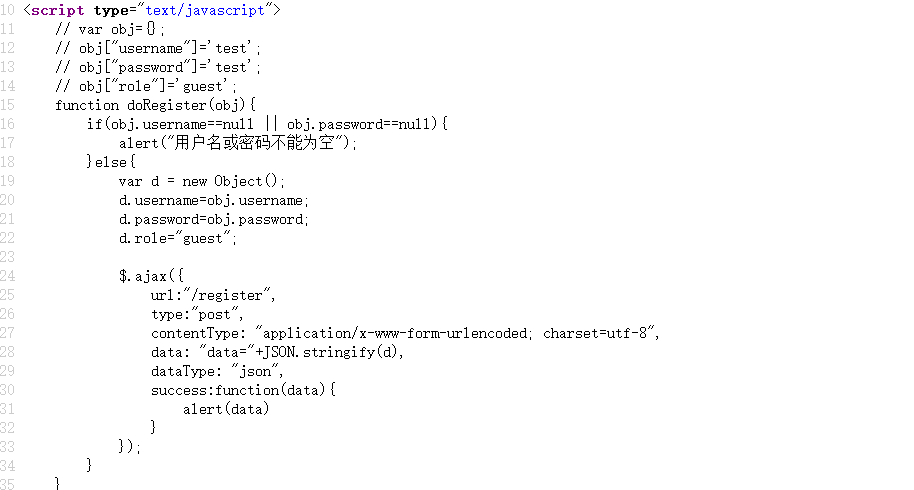 10 <script type="text/javascript">
11     // var obj={};
12     // obj["username"]='test';
13     // obj["password"]='test';
14     // obj["role"]='guest';
15     function doRegister(obj){
16         if(obj.username==null || obj.password==null){
17             alert("用户名或密码不能为空");
18         }else{
19             var d = new Object();
20             d.username=obj.username;
21             d.password=obj.password;
22             d.role="guest";
23
24             $.ajax({
25                 url:"/register",
26                 type:"post",
27                 contentType: "application/x-www-form-urlencoded; charset=utf-8",
28                 data: "data="+JSON.stringify(d),
29                 dataType: "json",
30                 success:function(data){
31                     alert(data)
32                 }
33             });
34         }
35     }